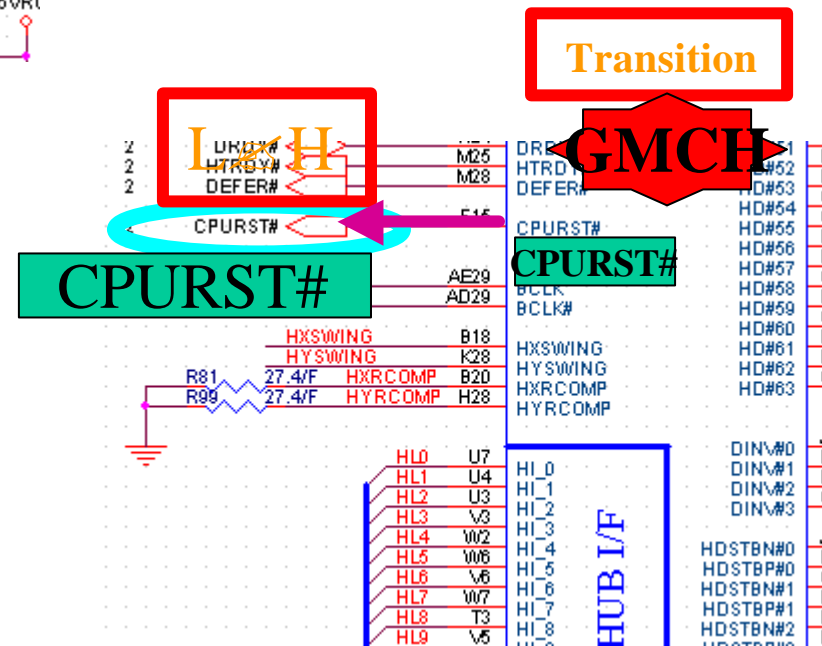 Transition
L H
GMCH
2 DRDY#
2 HTRDY# M25 HTRDY HD#52
2 DEFER# M28 DEFER# HD#53
HD#54
CPURST# CPURST# HD#55
HD#56
CPURST# CPURST# HD#57
AE29 BCLK HD#58
AD29 BCLK# HD#59
HD#60
HXSWING B18 HXSWING HD#61
HYSWING K28 HYSWING HD#62
R81 27.4/F HXRCOMP B20 HXRCOMP HD#63
R99 27.4/F HYRCOMP H28 HYRCOMP
DINV#0
HL0 U7 HI_0 DINV#1
HL1 U4 HI_1 DINV#2
HL2 U3 HI_2 DINV#3
HL3 V3 HI_3
HL4 W2 HI_4 HDSTBN#0
HL5 W6 HI_5 HDSTBP#0
HL6 V6 HI_6 HDSTBN#1
HL7 W7 HI_7 HDSTBP#1
HL8 T3 HI_8 HDSTBN#2
HL9 V5
HUB I/F